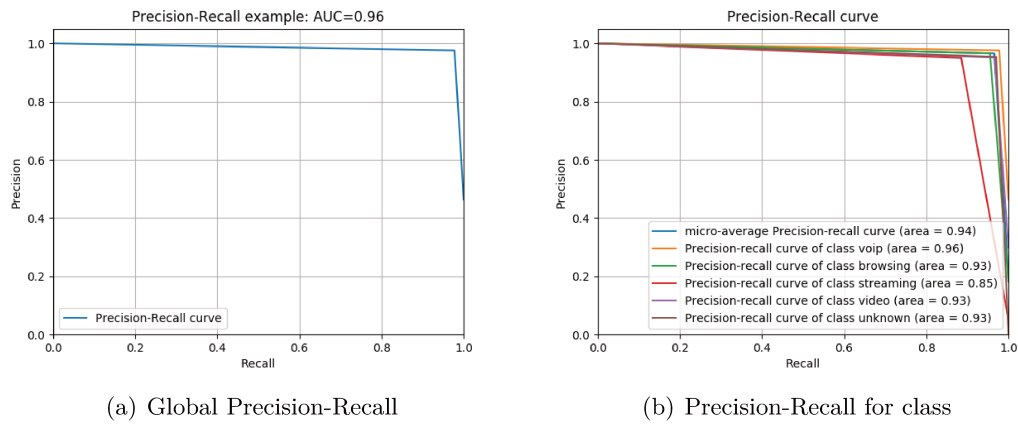 Precision-Recall example: AUC=0.96
1.0
0.8
0.6
0.4
0.2
0.0
Precision
Precision-Recall curve
0.0 0.2 0.4 0.6 0.8 1.0
Recall
(a) Global Precision-Recall
Precision-Recall curve
1.0
0.8
0.6
0.4
0.2
0.0
Precision
micro-average Precision-recall curve (area = 0.94)
Precision-recall curve of class voip (area = 0.96)
Precision-recall curve of class browsing (area = 0.93)
Precision-recall curve of class streaming (area = 0.85)
Precision-recall curve of class video (area = 0.93)
Precision-recall curve of class unknown (area = 0.93)
0.0 0.2 0.4 0.6 0.8 1.0
Recall
(b) Precision-Recall for class